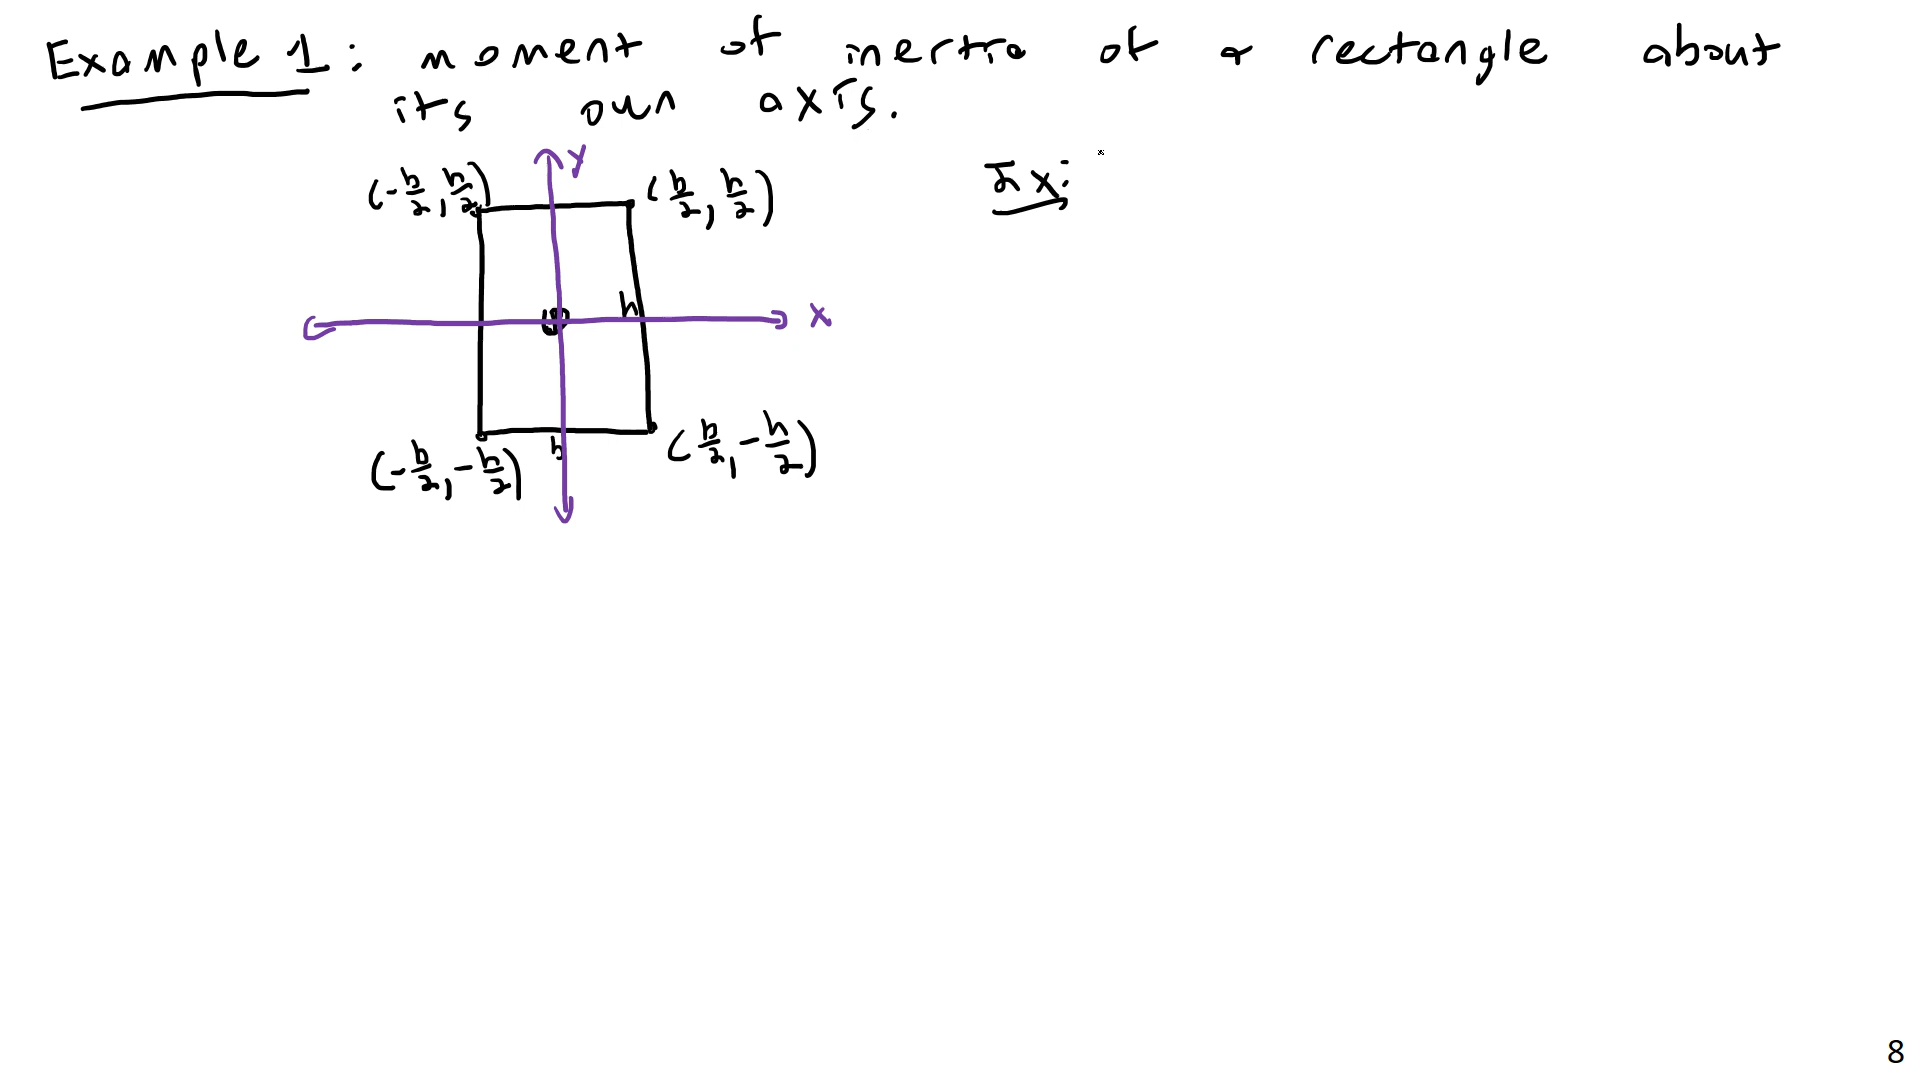 Example 1: moment of inertia of a rectangle about
its own axis.
y
(-b/2, h/2) (b/2, h/2)
Ix:
h
x
b
(-b/2, -h/2) (b/2, -h/2)
8